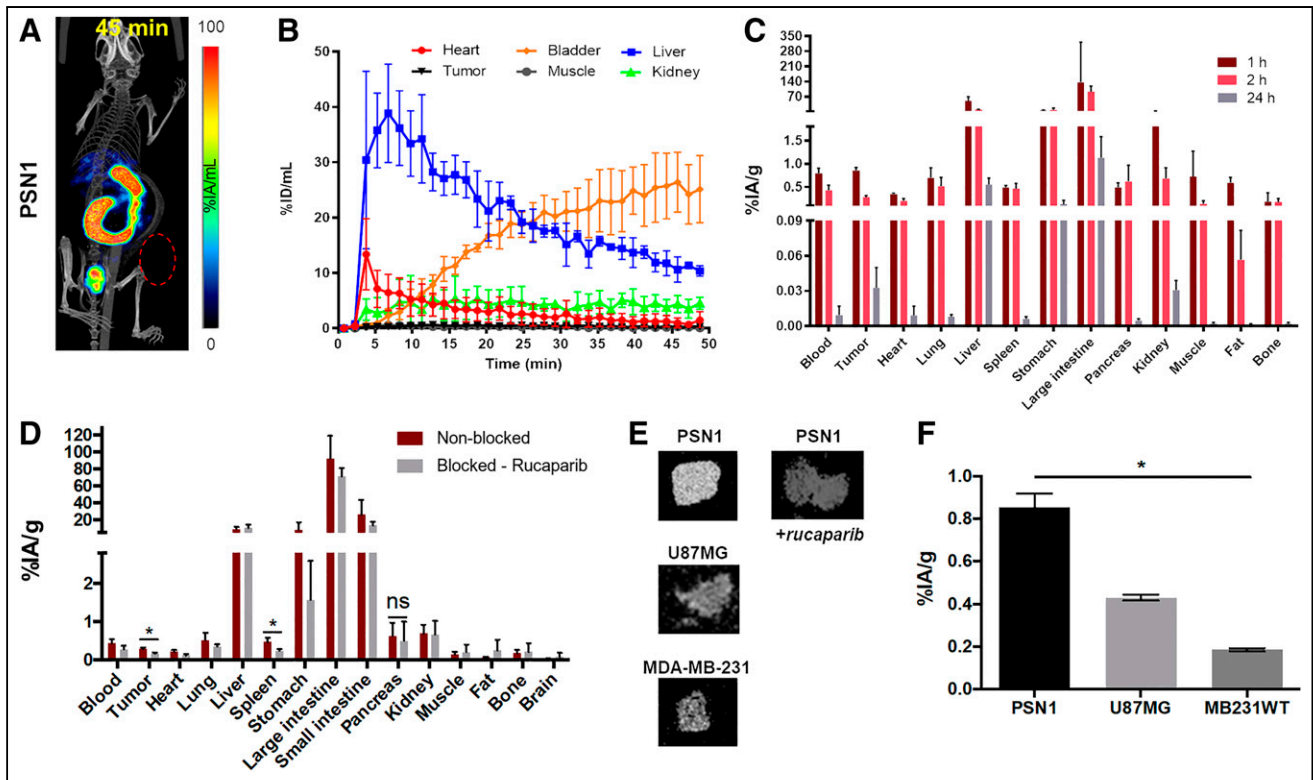 A
45 min
PSN1
100
%IA/mL
0
B
Heart
Bladder
Liver
Tumor
Muscle
Kidney
%ID/mL
50
40
30
20
10
0
0
5
10
15
20
25
30
35
40
45
50
Time (min)
C
1 h
2 h
24 h
%IA/g
350
280
210
140
70
1.0
0.5
0.09
0.06
0.03
0.00
Blood
Tumor
Heart
Lung
Liver
Spleen
Stomach
Large intestine
Pancreas
Kidney
Muscle
Fat
Bone
D
Non-blocked
Blocked - Rucaparib
%IA/g
120
100
80
60
40
20
2
1
0
*
*
ns
Blood
Tumor
Heart
Lung
Liver
Spleen
Stomach
Large intestine
Small intestine
Pancreas
Kidney
Muscle
Fat
Bone
Brain
E
PSN1
PSN1
+rucaparib
U87MG
MDA-MB-231
F
*
%IA/g
1.0
0.8
0.6
0.4
0.2
0.0
PSN1
U87MG
MB231WT